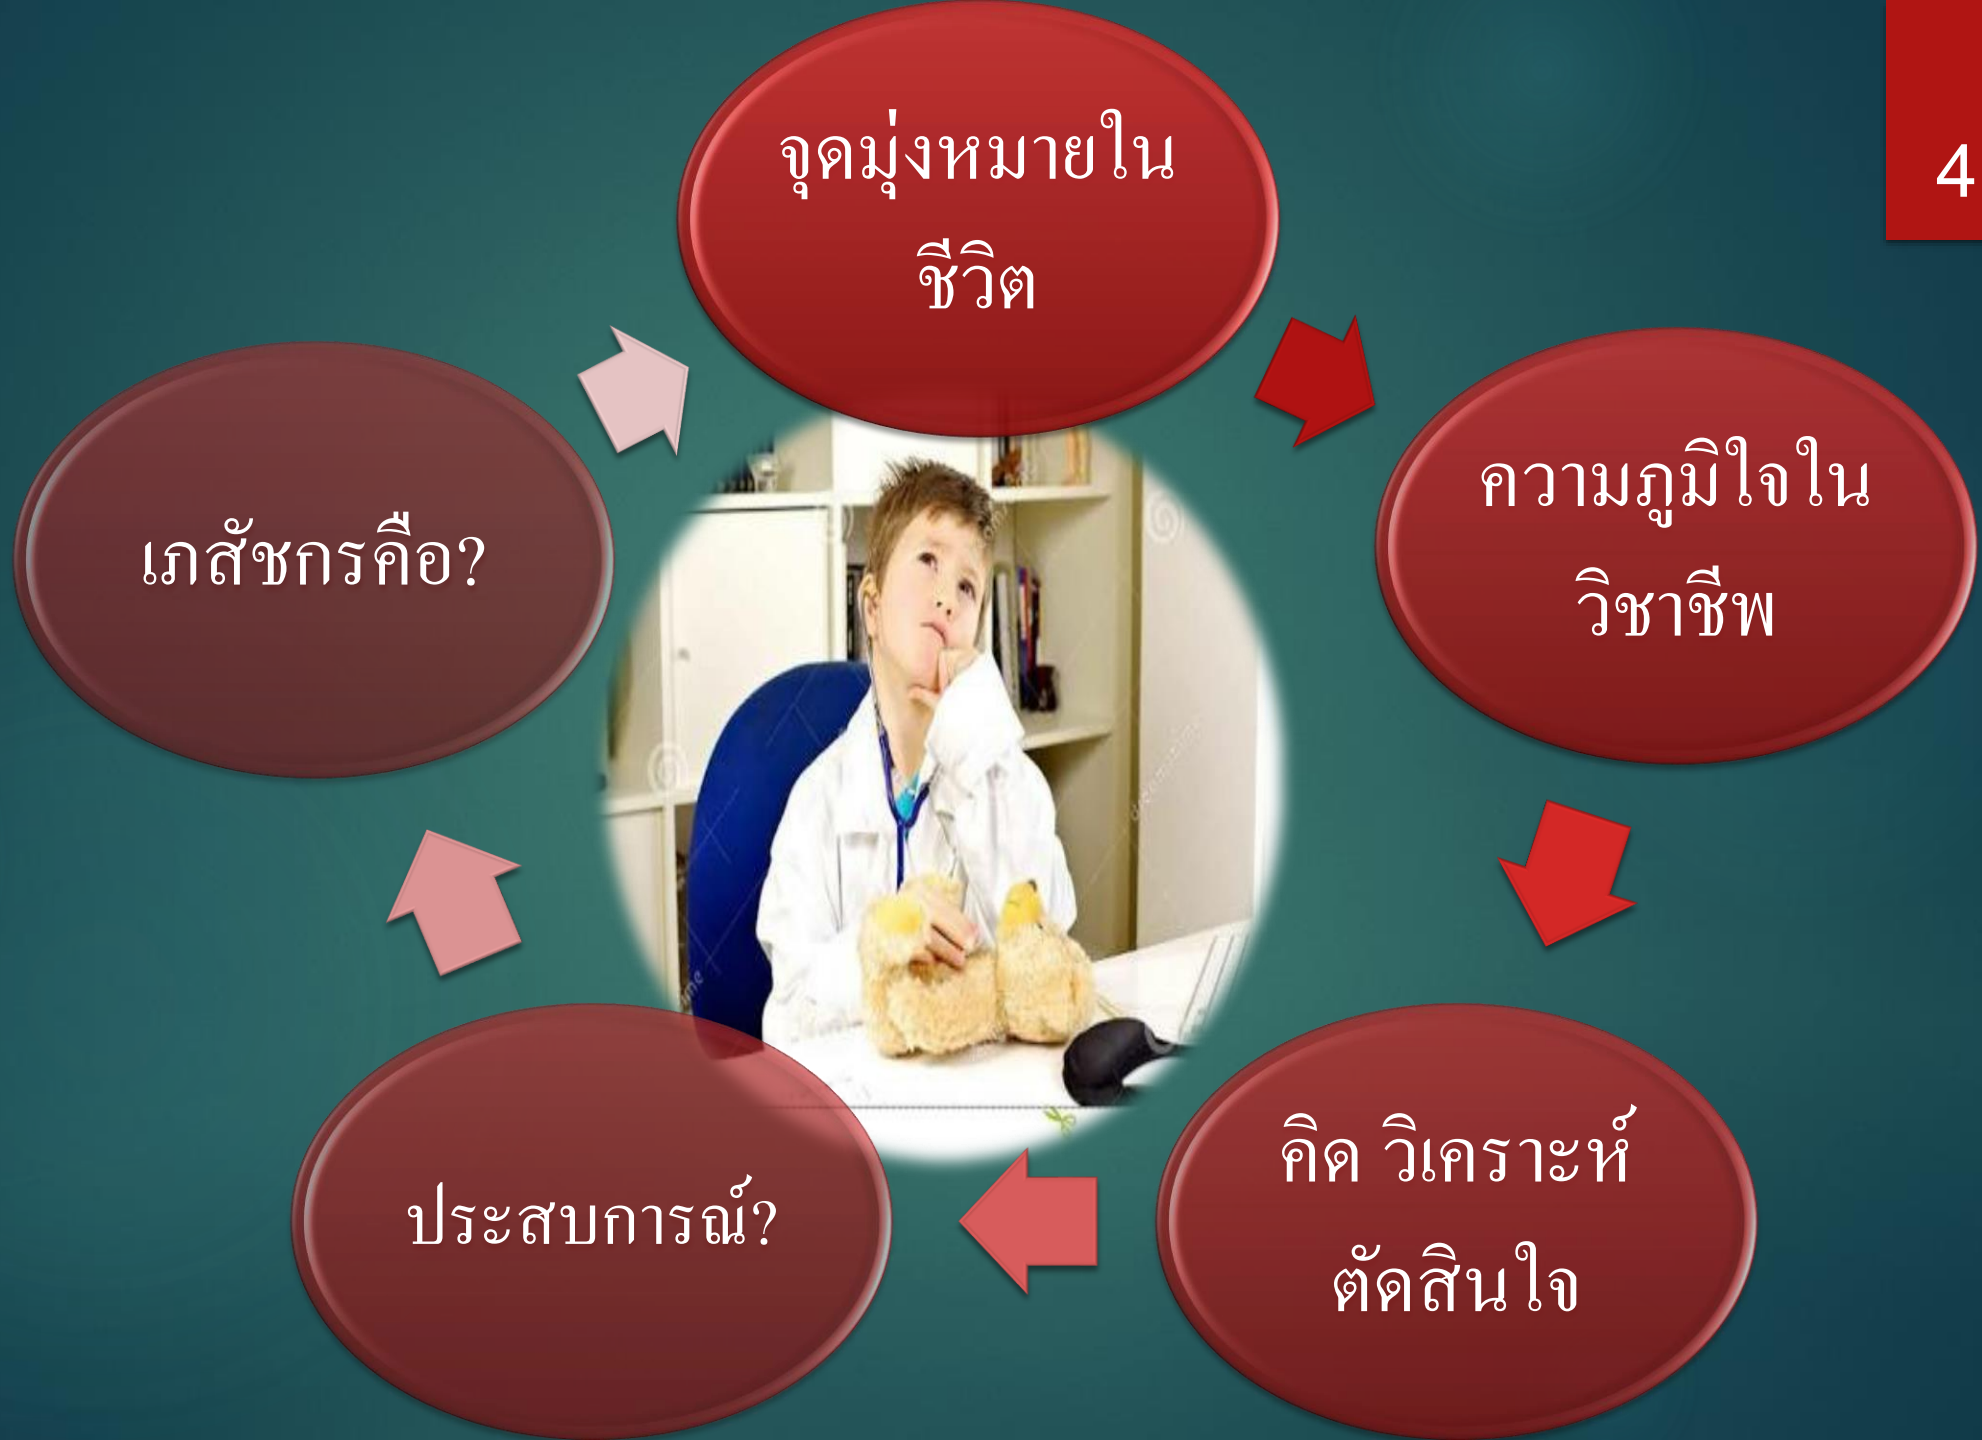 4
จุดมุ่งหมายใน
ชีวิต
ความภูมิใจใน
วิชาชีพ
คิด วิเคราะห์
ตัดสินใจ
ประสบการณ์?
เภสัชกรคือ?
dreamstime